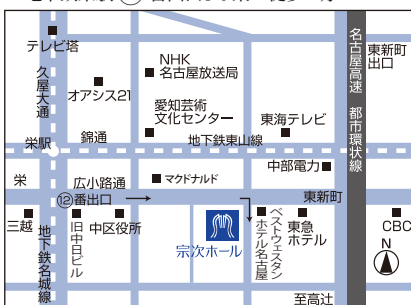 テレビ塔
久屋大通
オアシス21
NHK
名古屋放送局
名古屋高速 都市環状線
東新町
出口
愛知芸術
文化センター
東海テレビ
栄駅
錦通
地下鉄東山線
中部電力
栄
広小路通
マクドナルド
東新町
⑫番出口
三越
地下鉄名城線
旧中日ビル
中区役所
宗次ホール
ベストウェスタン
ホテル名古屋
東急
ホテル
CBC
N
至高辻